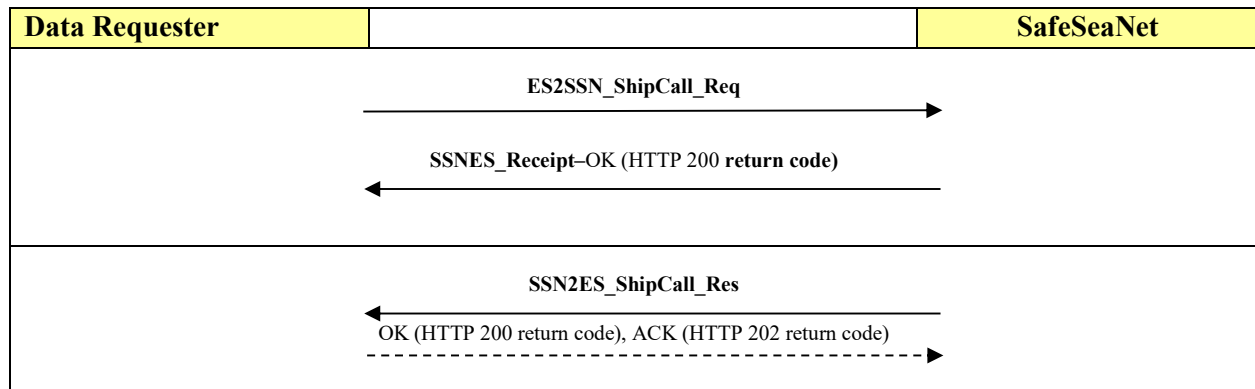 Data Requester
SafeSeaNet
ES2SSN_ShipCall_Req
SSNES_Receipt–OK (HTTP 200 return code)
SSN2ES_ShipCall_Res
OK (HTTP 200 return code), ACK (HTTP 202 return code)